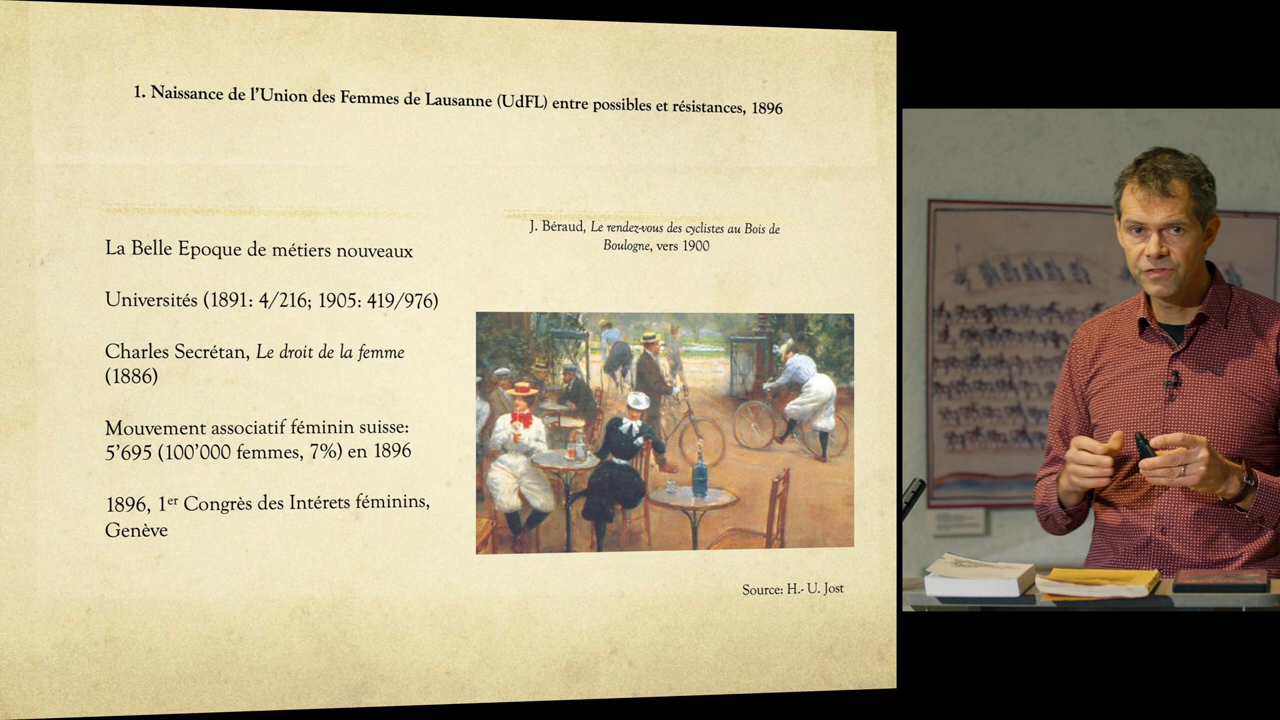 1. Naissance de l'Union des Femmes de Lausanne (UdFL) entre possibles et résistances, 1896
La Belle Epoque de métiers nouveaux
Universités (1891: 4/216; 1905: 419/976)
Charles Secrétan, Le droit de la femme
(1886)
Mouvement associatif féminin suisse:
5'695 (100'000 femmes, 7%) en 1896
1896, 1er Congrès des Intérets féminins,
Genève
J. Béraud, Le rendez-vous des cyclistes au Bois de
Boulogne, vers 1900
Source: H.- U. Jost